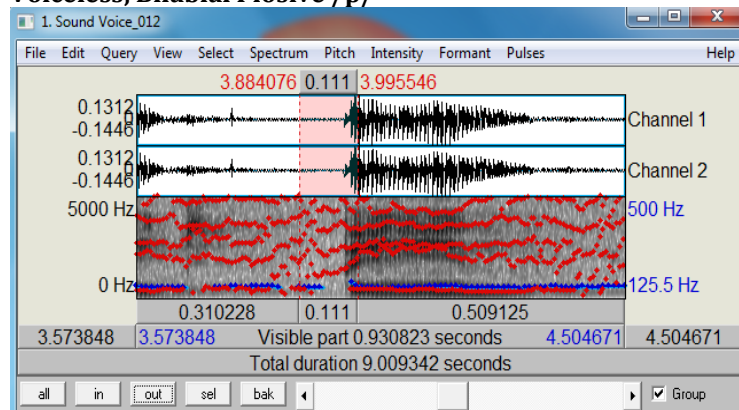 Voiceless, Bilabial Plosive /p/
1. Sound Voice_012
File Edit Query View Select Spectrum Pitch Intensity Formant Pulses Help
3.884076 0.111 3.995546
0.1312
0
-0.1446
Channel 1
0.1312
0
-0.1446
Channel 2
5000 Hz 500 Hz
0 Hz 125.5 Hz
0.310228 0.111 0.509125
3.573848 3.573848 Visible part 0.930823 seconds 4.504671 4.504671
Total duration 9.009342 seconds
all in out sel bak Group